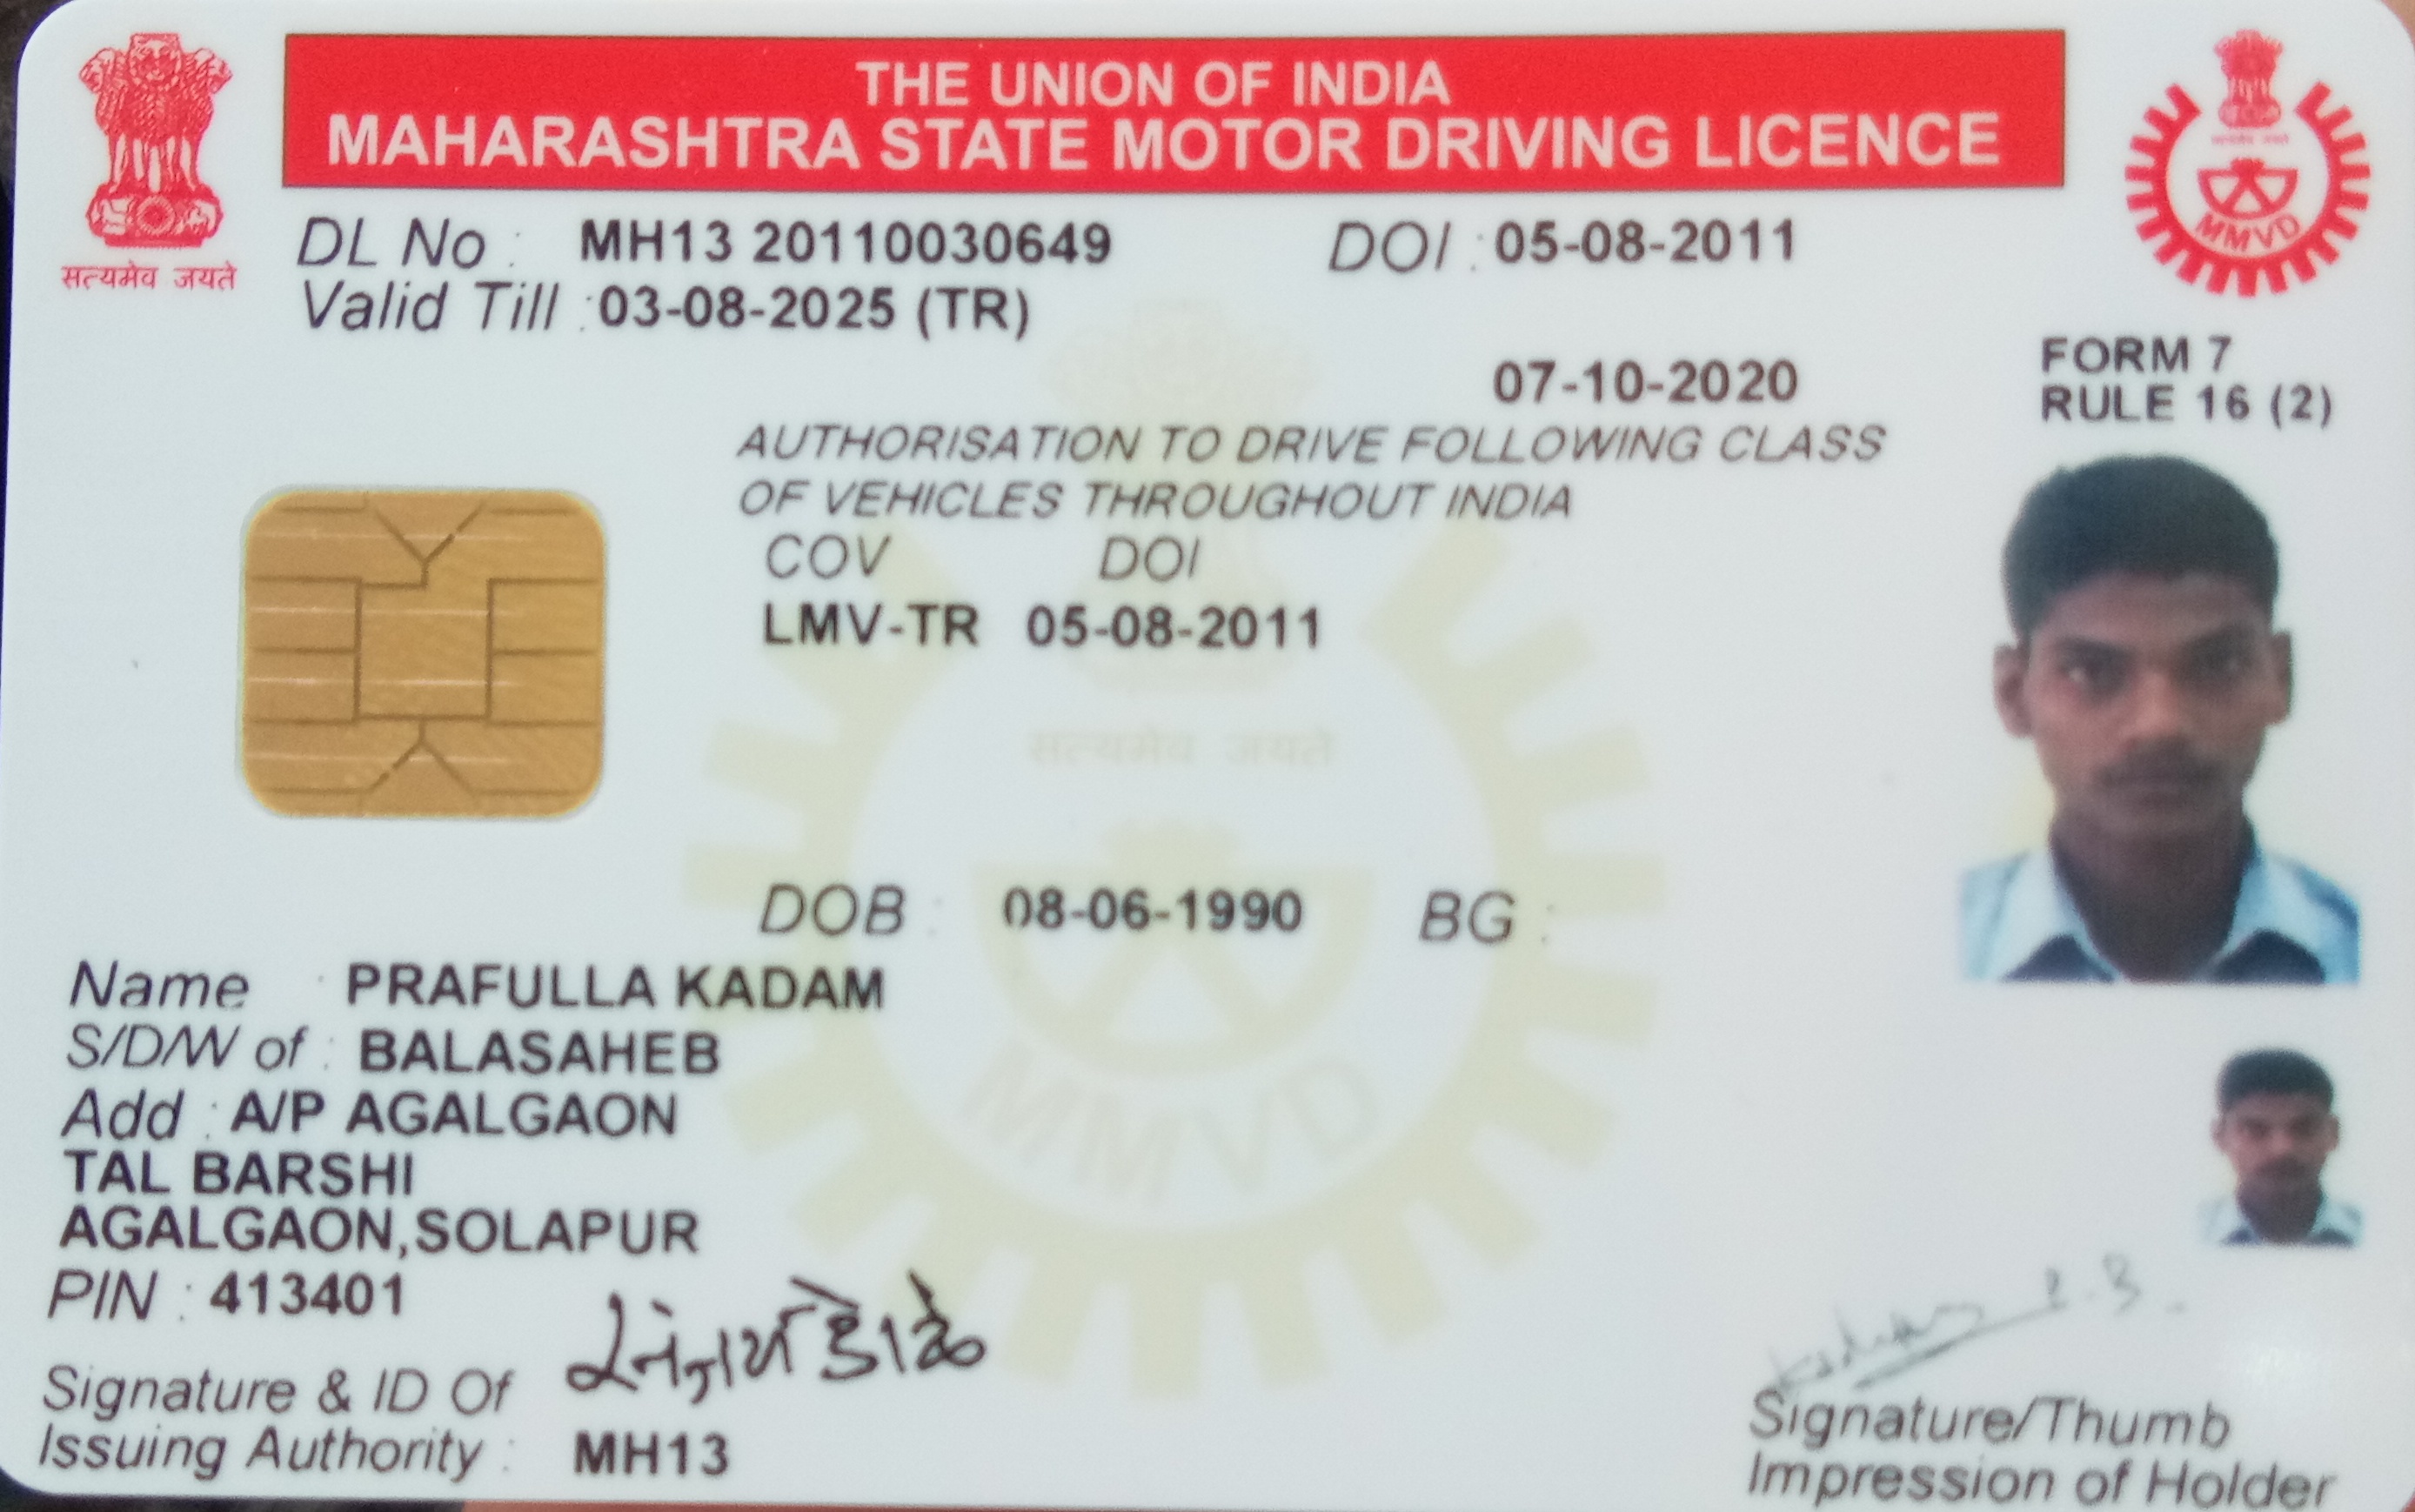 THE UNION OF INDIA
MAHARASHTRA STATE MOTOR DRIVING LICENCE
सत्यमेव जयते
सत्यमेव जयते
MMVD
DL No : MH13 20110030649 DOI : 05-08-2011
Valid Till : 03-08-2025 (TR)
07-10-2020
FORM 7
RULE 16 (2)
AUTHORISATION TO DRIVE FOLLOWING CLASS
OF VEHICLES THROUGHOUT INDIA
COV DOI
LMV-TR 05-08-2011
सत्यमेव जयते
MMVD
DOB : 08-06-1990 BG :
Name : PRAFULLA KADAM
S/D/W of : BALASAHEB
Add : A/P AGALGAON
TAL BARSHI
AGALGAON,SOLAPUR
PIN : 413401
Signature & ID Of
Issuing Authority : MH13
Kadam P.B.
Signature/Thumb
Impression of Holder